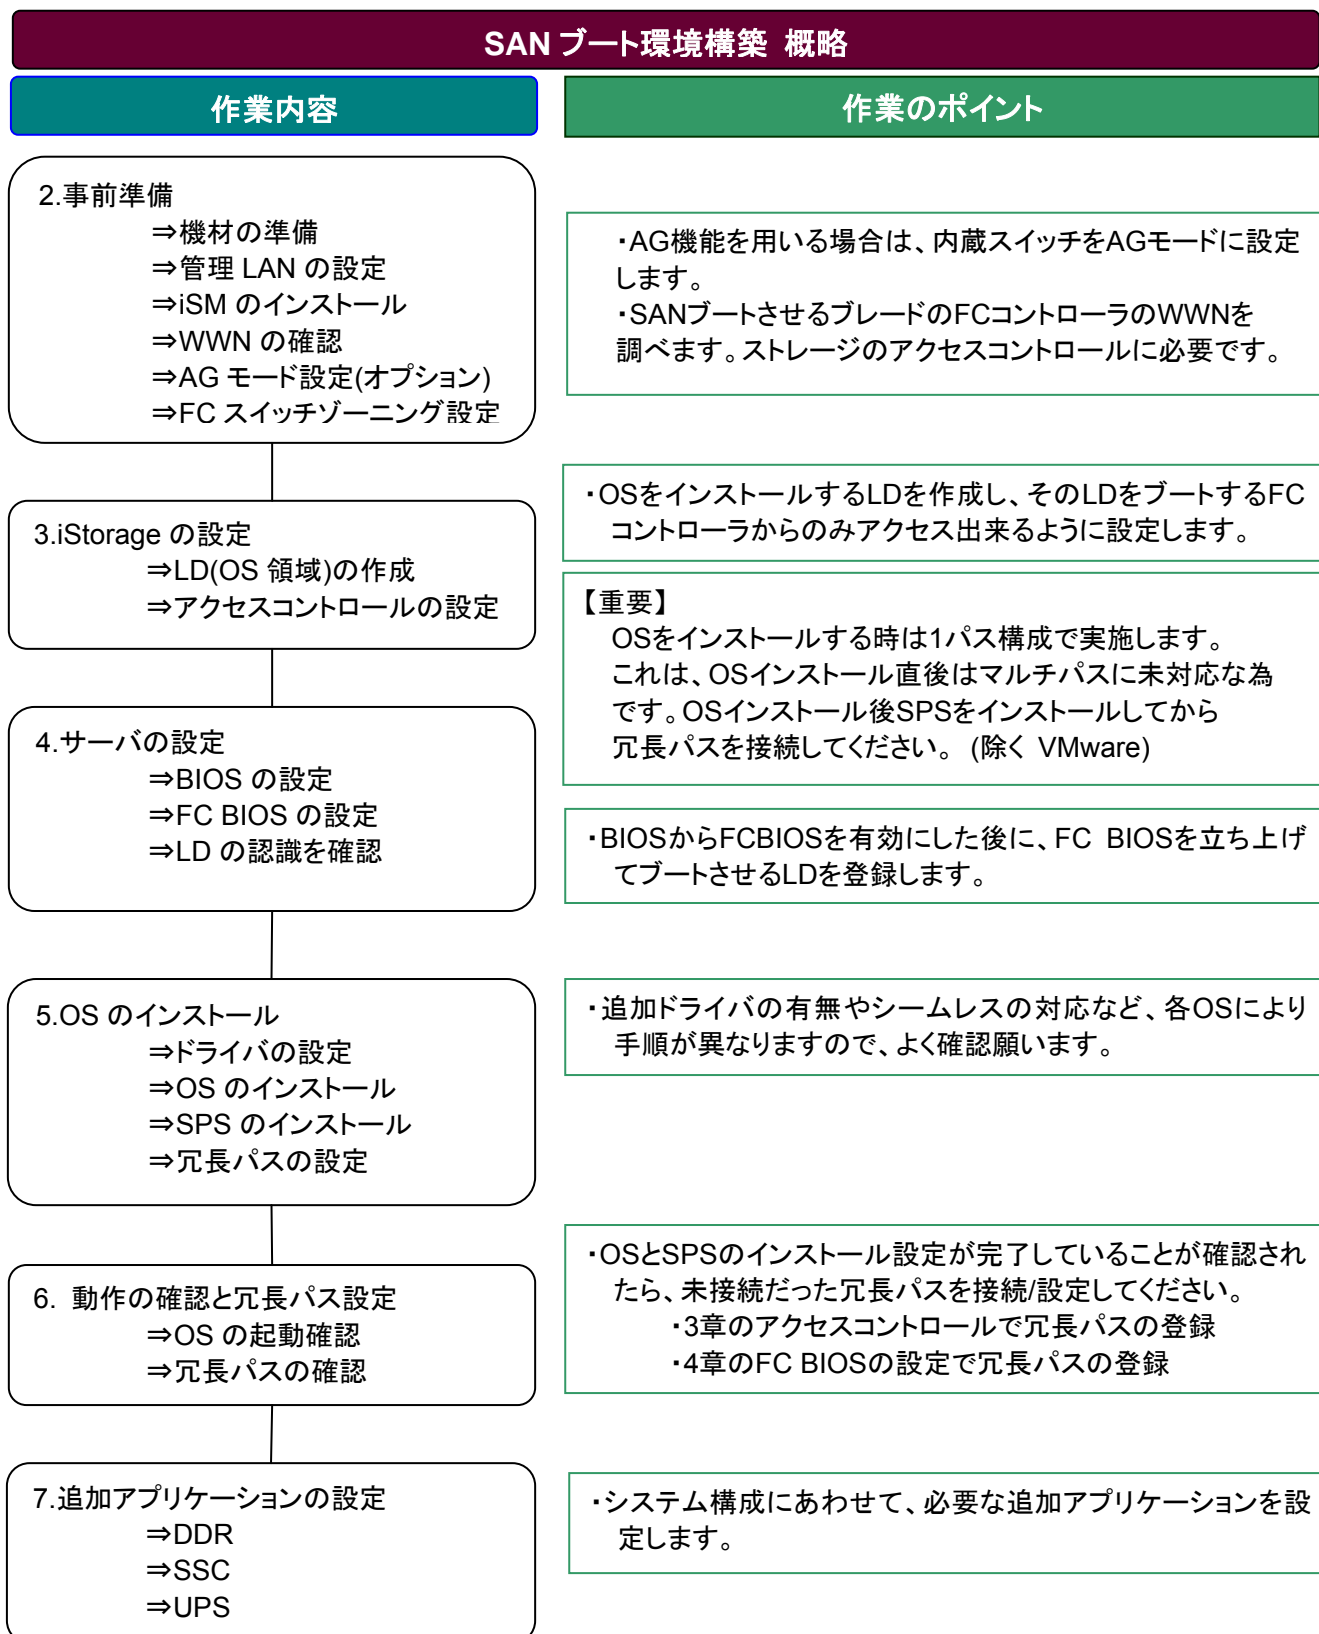 SAN ブート環境構築 概略
作業内容
作業のポイント
2.事前準備
⇒機材の準備
⇒管理 LAN の設定
⇒iSM のインストール
⇒WWN の確認
⇒AG モード設定(オプション)
⇒FC スイッチゾーニング設定
・AG機能を用いる場合は、内蔵スイッチをAGモードに設定
します。
・SANブートさせるブレードのFCコントローラのWWNを
調べます。ストレージのアクセスコントロールに必要です。
3.iStorage の設定
⇒LD(OS 領域)の作成
⇒アクセスコントロールの設定
・OSをインストールするLDを作成し、そのLDをブートするFC
コントローラからのみアクセス出来るように設定します。
【重要】
OSをインストールする時は1パス構成で実施します。
これは、OSインストール直後はマルチパスに未対応な為
です。OSインストール後SPSをインストールしてから
冗長パスを接続してください。 (除く VMware)
4.サーバの設定
⇒BIOS の設定
⇒FC BIOS の設定
⇒LD の認識を確認
・BIOSからFCBIOSを有効にした後に、FC BIOSを立ち上げ
てブートさせるLDを登録します。
5.OS のインストール
⇒ドライバの設定
⇒OS のインストール
⇒SPS のインストール
⇒冗長パスの設定
・追加ドライバの有無やシームレスの対応など、各OSにより
手順が異なりますので、よく確認願います。
6. 動作の確認と冗長パス設定
⇒OS の起動確認
⇒冗長パスの確認
・OSとSPSのインストール設定が完了していることが確認され
たら、未接続だった冗長パスを接続/設定してください。
・3章のアクセスコントロールで冗長パスの登録
・4章のFC BIOSの設定で冗長パスの登録
7.追加アプリケーションの設定
⇒DDR
⇒SSC
⇒UPS
・システム構成にあわせて、必要な追加アプリケーションを設
定します。